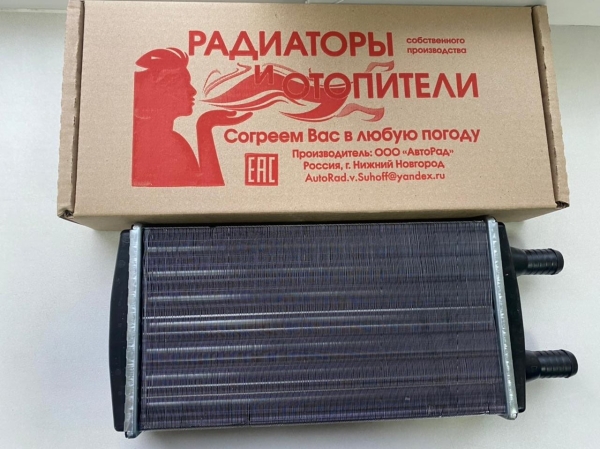 РАДИАТОРЫ собственного
производства
И ОТОПИТЕЛИ
Согреем Вас в любую погоду
Производитель: ООО "АвтоРад"
Россия, г. Нижний Новгород
AutoRad.v.Suhoff@yandex.ru
EAC